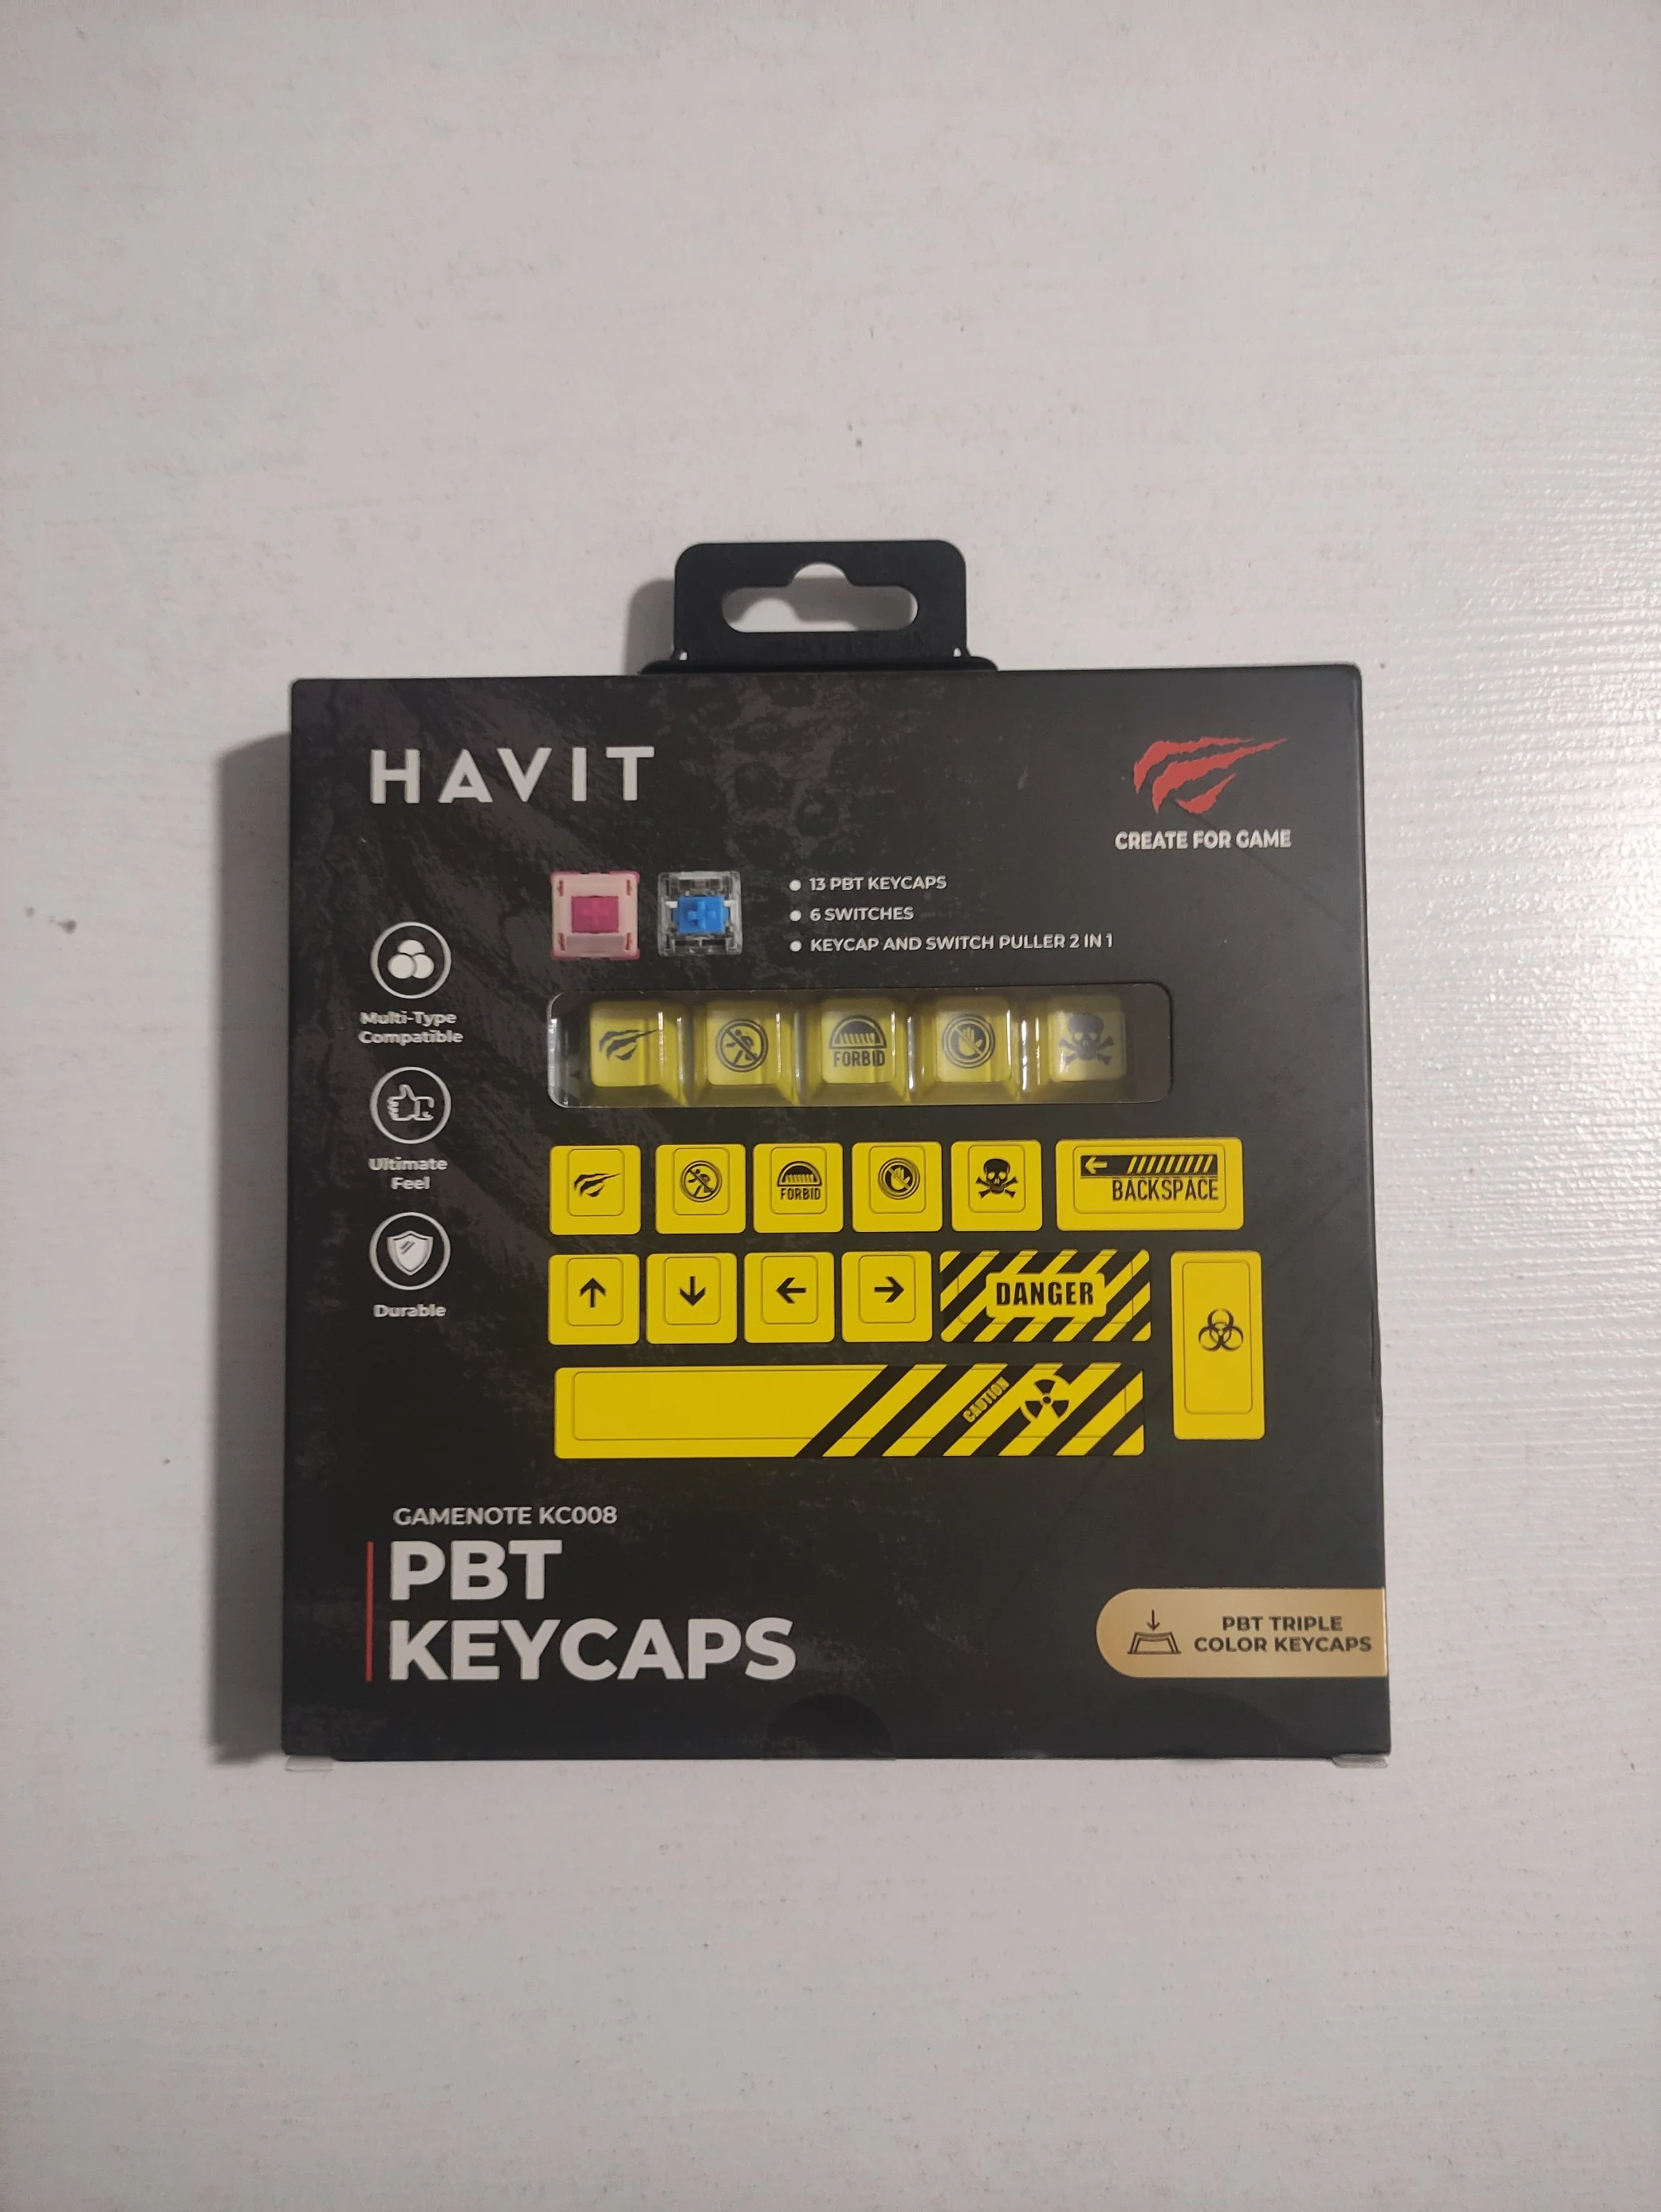 HAVIT
CREATE FOR GAME
13 PBT KEYCAPS
6 SWITCHES
KEYCAP AND SWITCH PULLER 2 IN 1
Multi-Type
Compatible
FORBID
Ultimate
Feel
FORBID
BACKSPACE
DANGER
Durable
CAUTION
GAMENOTE KC008
PBT
KEYCAPS
PBT TRIPLE
COLOR KEYCAPS